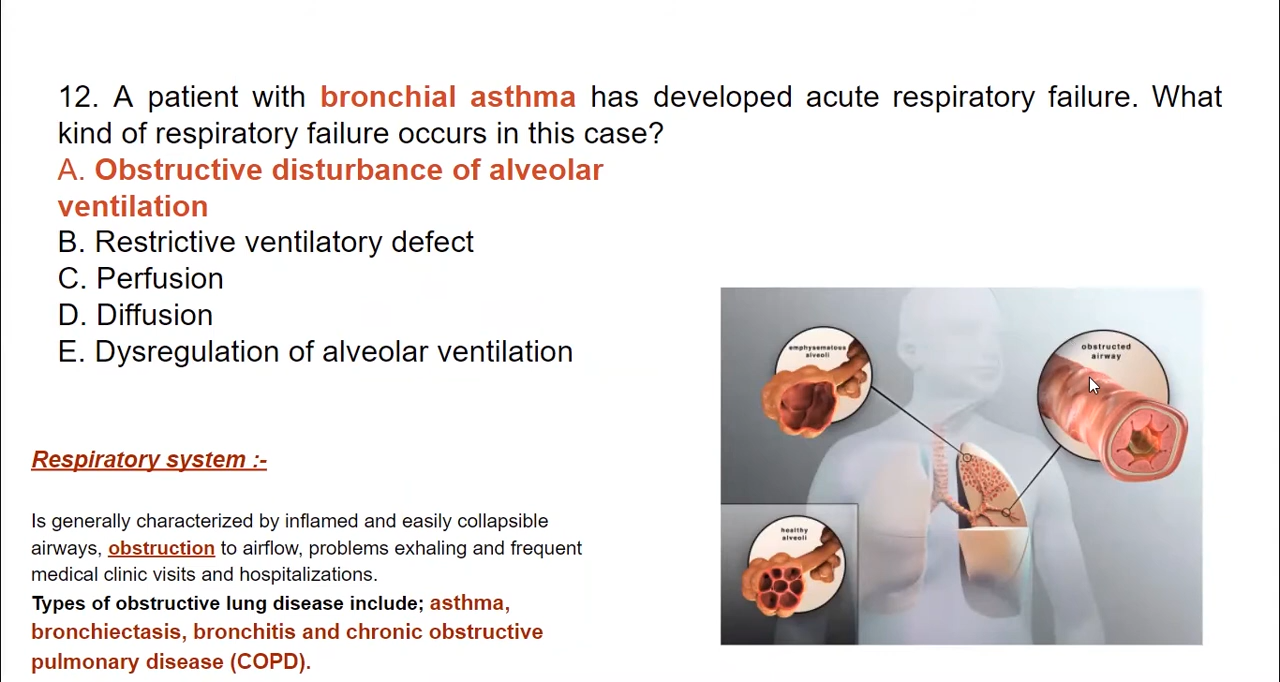 12. A patient with bronchial asthma has developed acute respiratory failure. What
kind of respiratory failure occurs in this case?
A. Obstructive disturbance of alveolar
ventilation
B. Restrictive ventilatory defect
C. Perfusion
D. Diffusion
E. Dysregulation of alveolar ventilation
emphysematous
alveoli
obstructed
airway
healthy
alveoli
Respiratory system :-
Is generally characterized by inflamed and easily collapsible
airways, obstruction to airflow, problems exhaling and frequent
medical clinic visits and hospitalizations.
Types of obstructive lung disease include; asthma,
bronchiectasis, bronchitis and chronic obstructive
pulmonary disease (COPD).